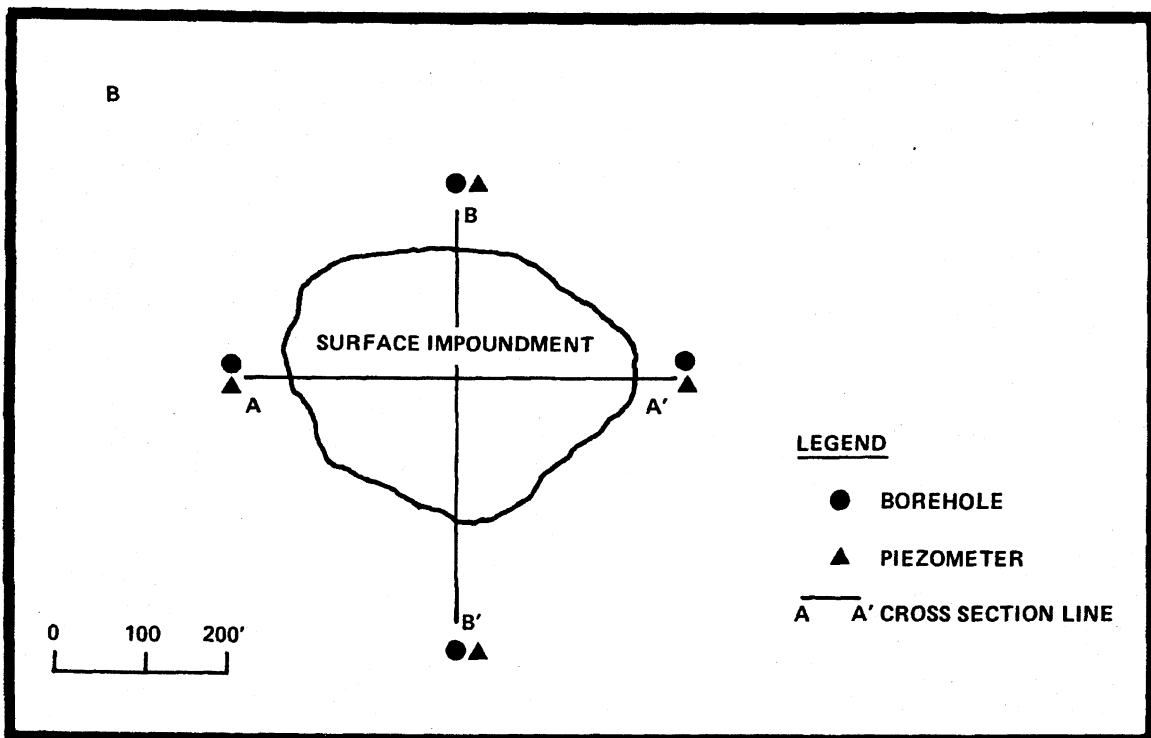 B
B
SURFACE IMPOUNDMENT
A
A'
LEGEND
BOREHOLE
PIEZOMETER
A A' CROSS SECTION LINE
B'
0 100 200'